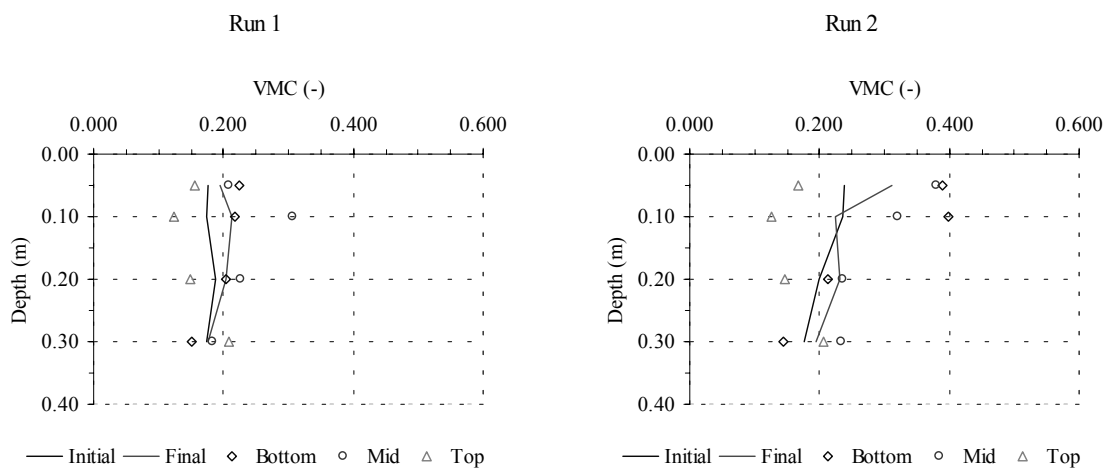 Run 1
VMC (-)
0.000 0.200 0.400 0.600
0.00
0.10
0.20
0.30
0.40
Depth (m)
Initial Final Bottom Mid Top
Run 2
VMC (-)
0.000 0.200 0.400 0.600
0.00
0.10
0.20
0.30
0.40
Depth (m)
Initial Final Bottom Mid Top